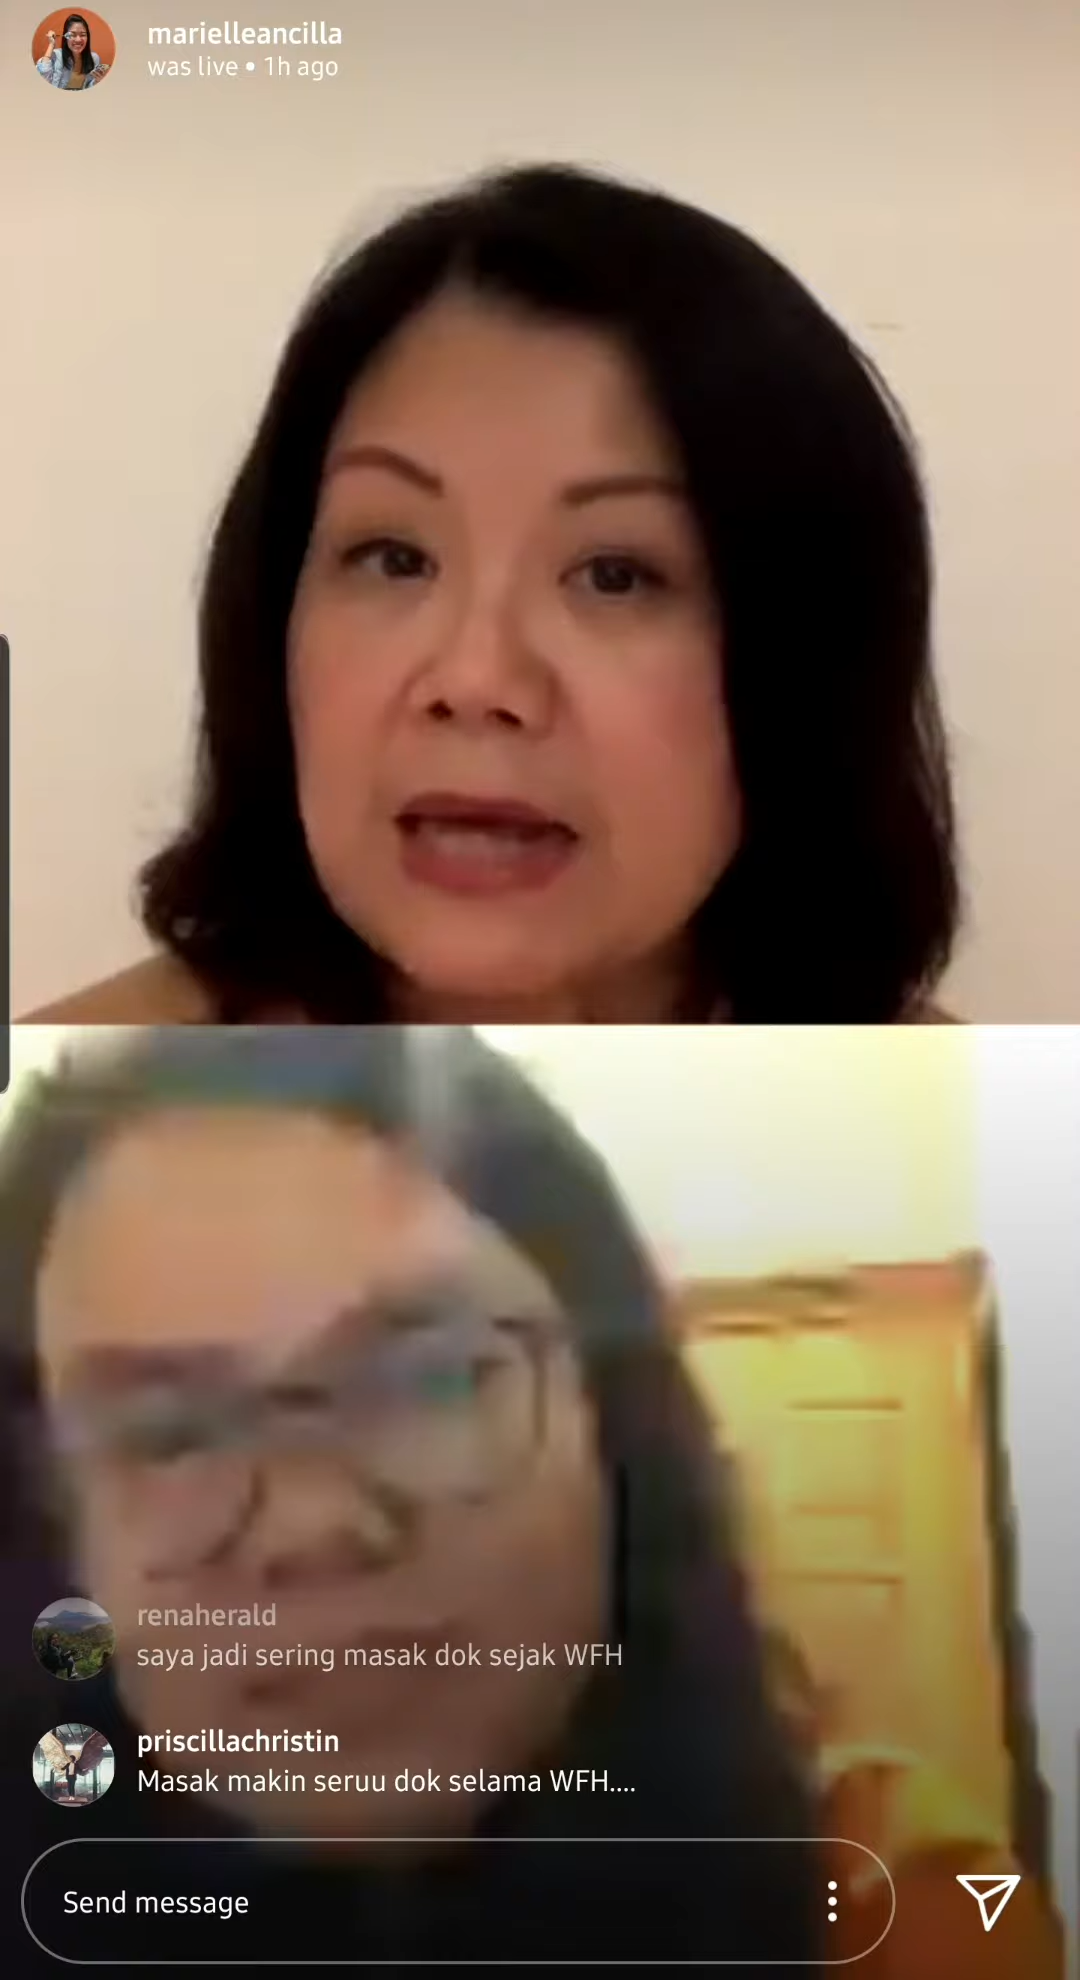 marielleancilla
was live • 1h ago
renaherald
saya jadi sering masak dok sejak WFH
priscillachristin
Masak makin seruu dok selama WFH....
Send message